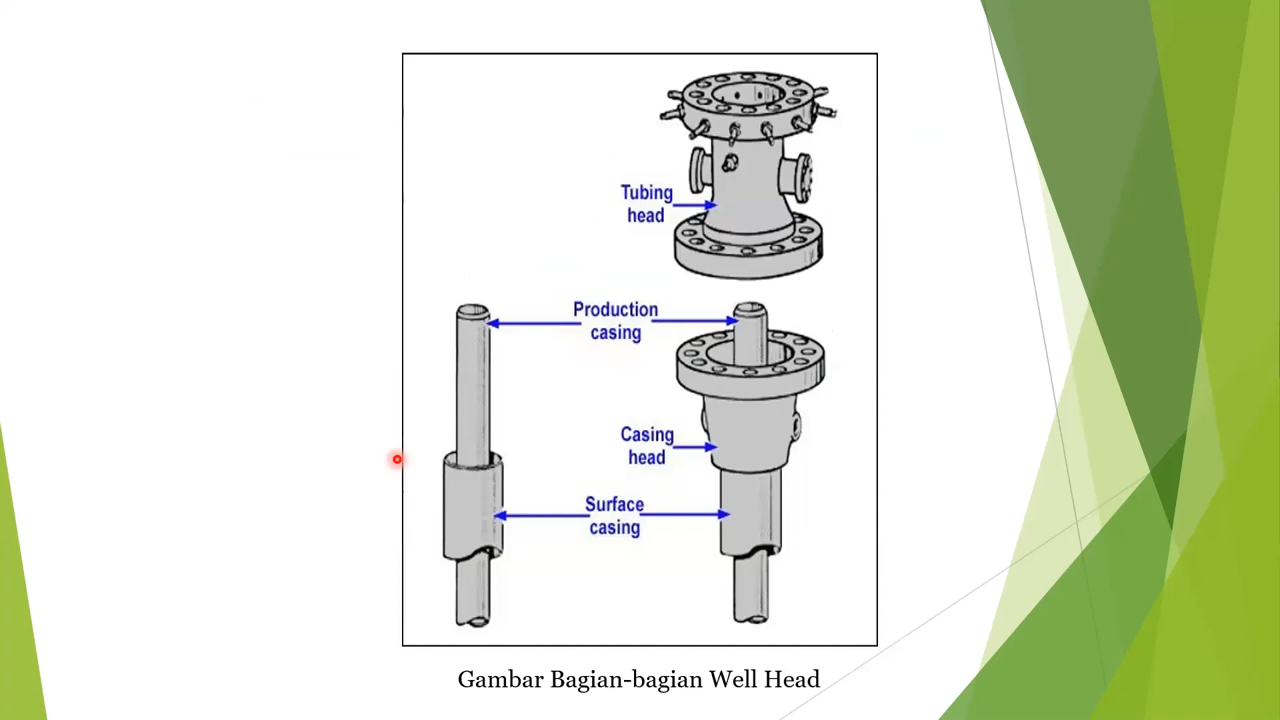 Tubing
head
Production
casing
Casing
head
Surface
casing
Gambar Bagian-bagian Well Head